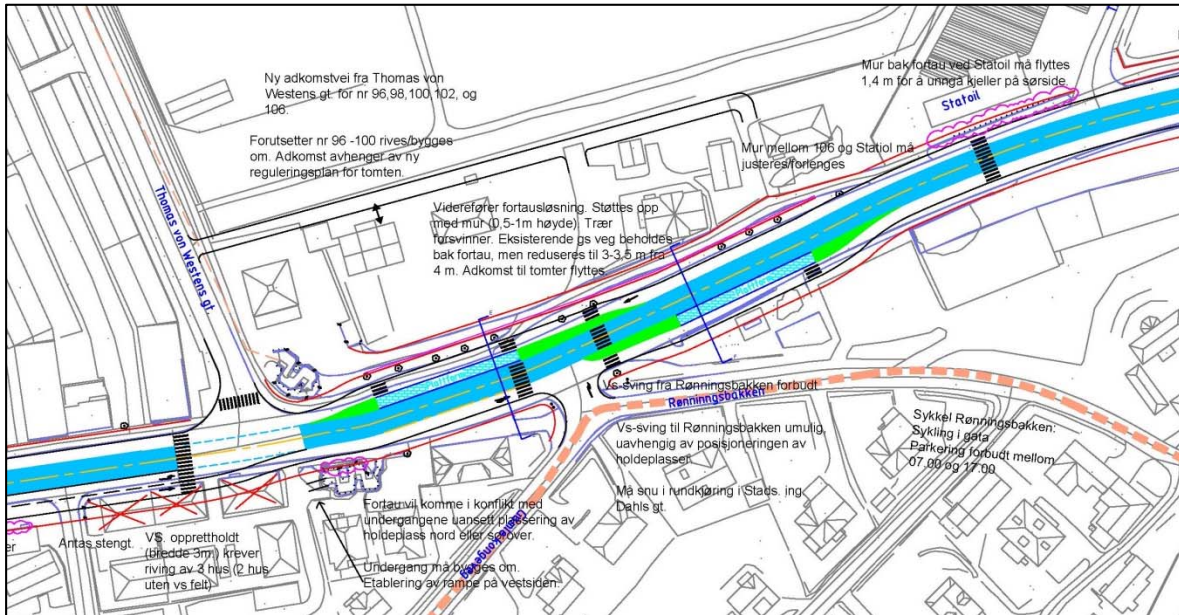 Ny adkomstvei fra Thomas von
Westens gt. for nr 96,98,100,102, og
106.
Forutsetter nr 96 -100 rives/bygges
om. Adkomst avhenger av ny
reguleringsplan for tomten.
Mur bak fortau ved Statoil må flyttes
1,4 m for å unngå kjeller på sørside.
Statoil
Mur mellom 106 og Statiol må
justeres/forlenges
Thomas von Westens gt.
Viderefører fortausløsning. Støttes opp
med mur (0,5-1m høyde) Trær
forsvinner. Eksisterende gs veg beholdes
bak fortau, men reduseres til 3-3,5 m fra
4 m. Adkomst til tomter flyttes.
Vs-sving fra Rønningsbakken forbudt
Rønningsbakken
Vs-sving til Rønningsbakken umulig,
uavhengig av posisjoneringen av
holdeplasser.
Må snu i rundkjøring i Stads. ing.
Dahls gt.
Sykkel Rønningsbakken:
Sykling i gata
Parkering forbudt mellom
07.00 og 17.00
Gamle kongeveg
Fortau vil komme i konflikt med
undergangene uansett plassering av
holdeplass nord eller sørover.
Undergang må bygges om.
Etablering av rampe på vestsiden.
Antas stengt.
VS. opprettholdt
(bredde 3m.) krever
riving av 3 hus (2 hus
uten vs felt)